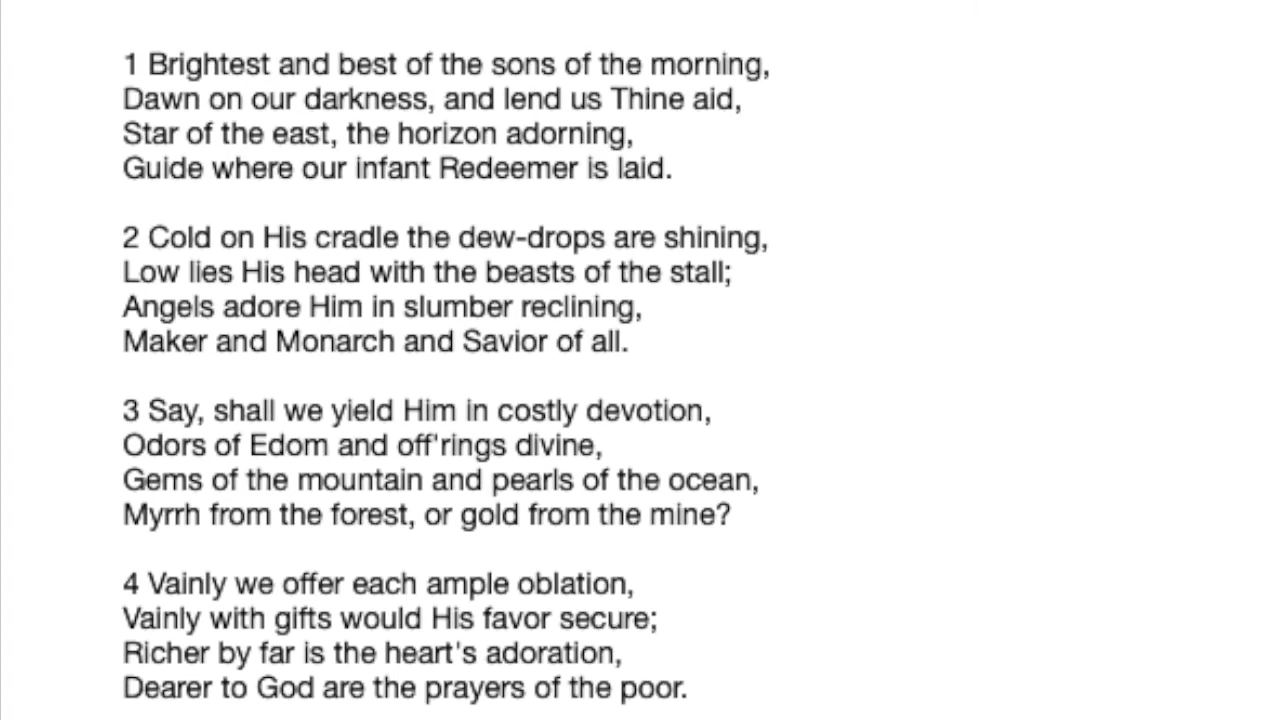 1 Brightest and best of the sons of the morning,
Dawn on our darkness, and lend us Thine aid,
Star of the east, the horizon adorning,
Guide where our infant Redeemer is laid.
2 Cold on His cradle the dew-drops are shining,
Low lies His head with the beasts of the stall;
Angels adore Him in slumber reclining,
Maker and Monarch and Savior of all.
3 Say, shall we yield Him in costly devotion,
Odors of Edom and off'rings divine,
Gems of the mountain and pearls of the ocean,
Myrrh from the forest, or gold from the mine?
4 Vainly we offer each ample oblation,
Vainly with gifts would His favor secure;
Richer by far is the heart's adoration,
Dearer to God are the prayers of the poor.